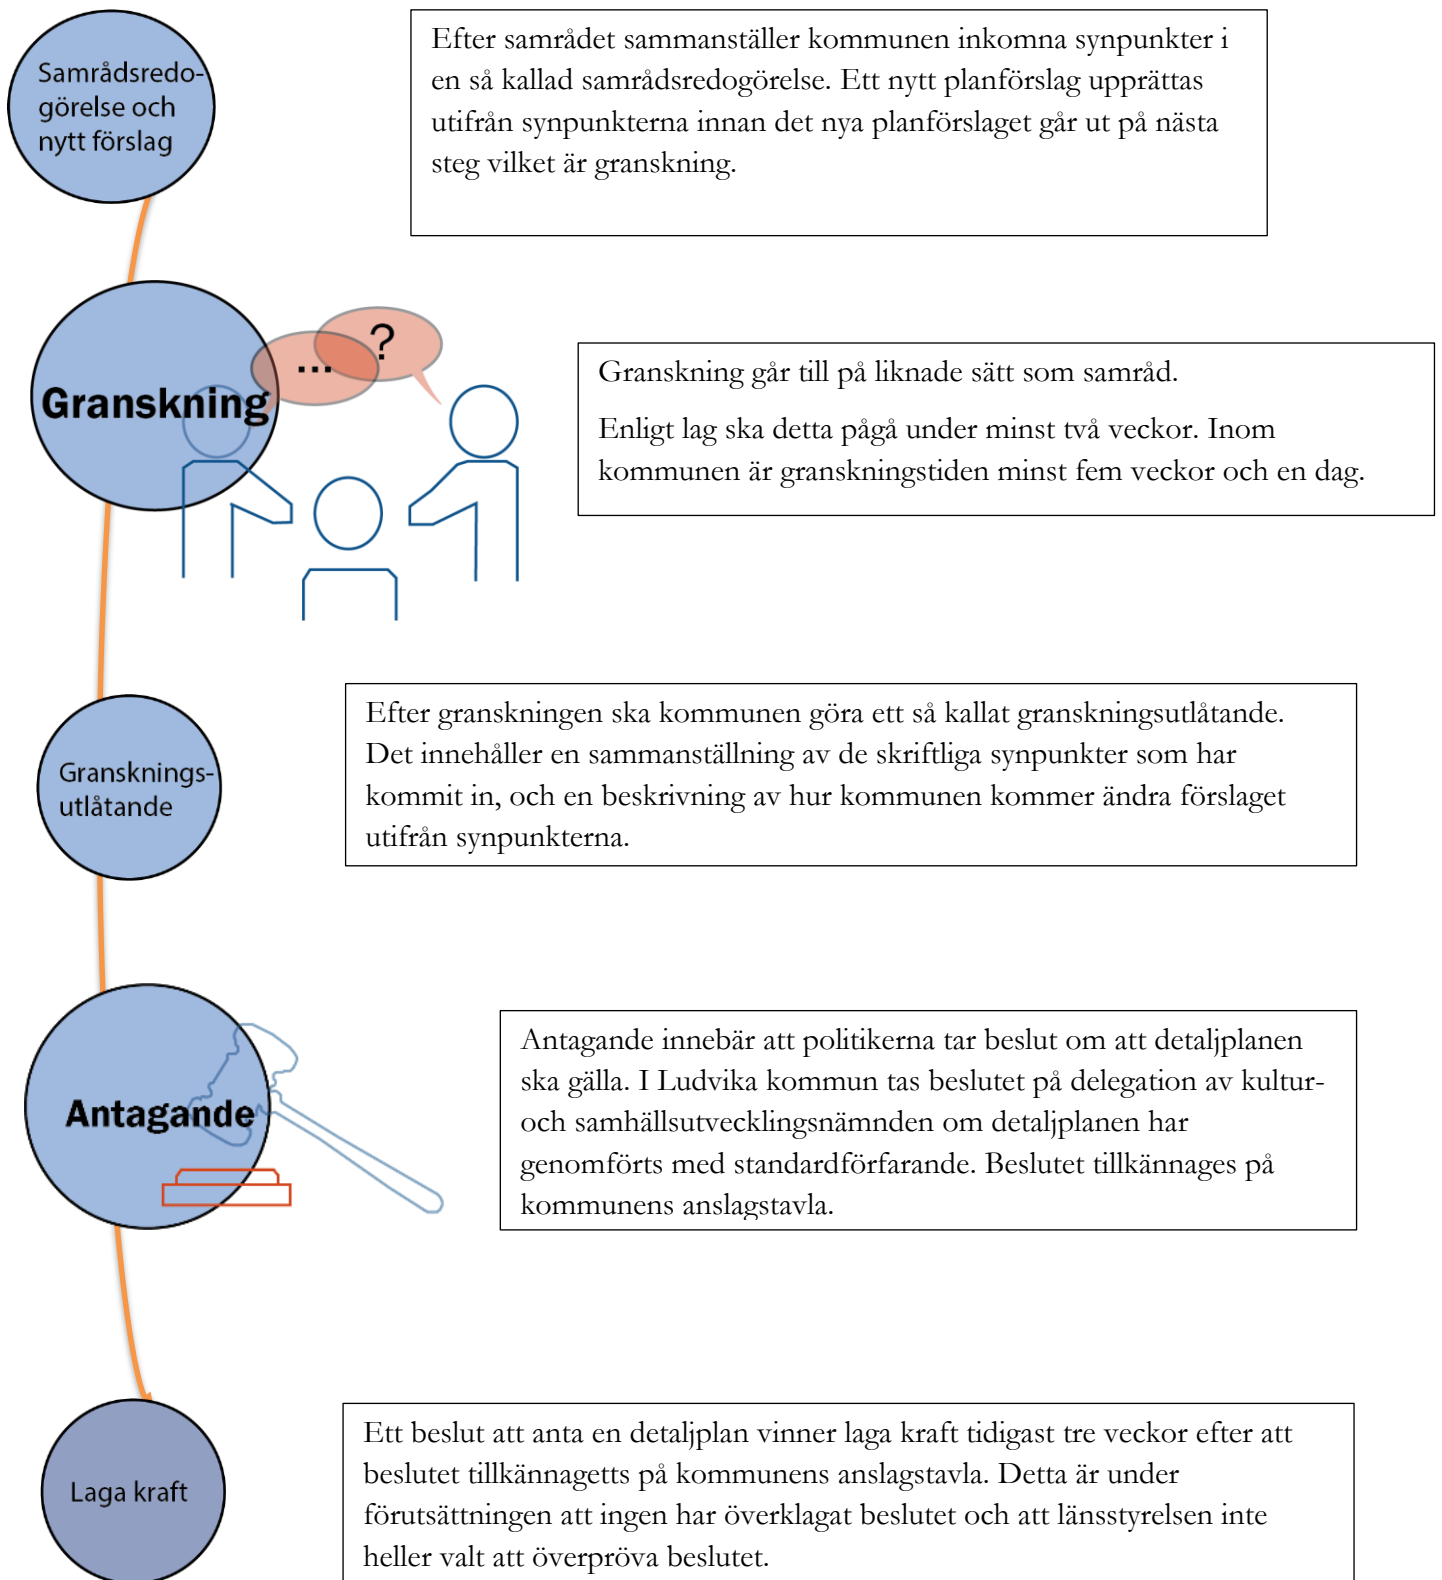 Samrådsredo-
görelse och
nytt förslag
Efter samrådet sammanställer kommunen inkomna synpunkter i
en så kallad samrådsredogörelse. Ett nytt planförslag upprättas
utifrån synpunkterna innan det nya planförslaget går ut på nästa
steg vilket är granskning.
Granskning
...
?
Granskning går till på liknade sätt som samråd.
Enligt lag ska detta pågå under minst två veckor. Inom
kommunen är granskningstiden minst fem veckor och en dag.
Gransknings-
utlåtande
Efter granskningen ska kommunen göra ett så kallat granskningsutlåtande.
Det innehåller en sammanställning av de skriftliga synpunkter som har
kommit in, och en beskrivning av hur kommunen kommer ändra förslaget
utifrån synpunkterna.
Antagande
Antagande innebär att politikerna tar beslut om att detaljplanen
ska gälla. I Ludvika kommun tas beslutet på delegation av kultur-
och samhällsutvecklingsnämnden om detaljplanen har
genomförts med standardförfarande. Beslutet tillkännages på
kommunens anslagstavla.
Laga kraft
Ett beslut att anta en detaljplan vinner laga kraft tidigast tre veckor efter att
beslutet tillkännagetts på kommunens anslagstavla. Detta är under
förutsättningen att ingen har överklagat beslutet och att länsstyrelsen inte
heller valt att överpröva beslutet.